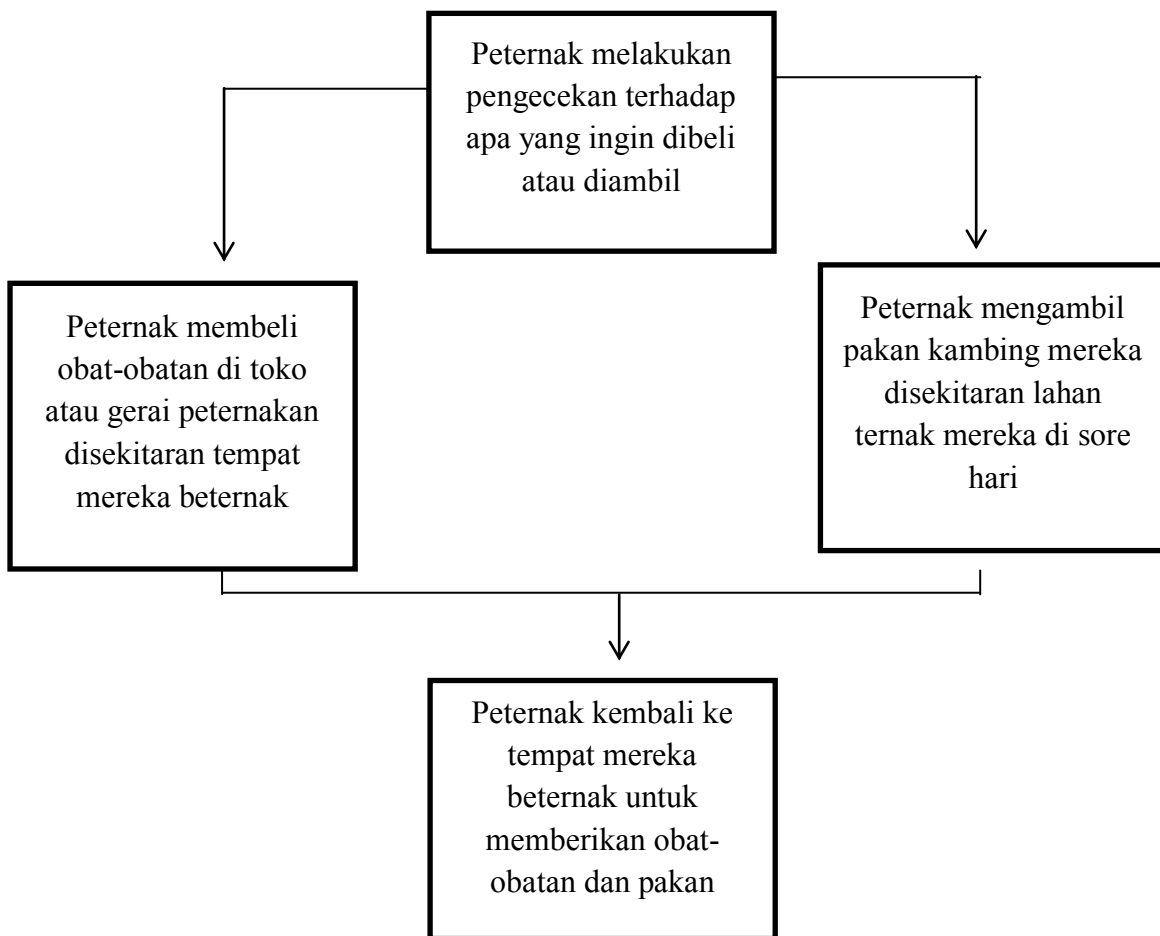 Peternak melakukan
pengecekan terhadap
apa yang ingin dibeli
atau diambil
Peternak membeli
obat-obatan di toko
atau gerai peternakan
disekitaran tempat
mereka beternak
Peternak mengambil
pakan kambing mereka
disekitaran lahan
ternak mereka di sore
hari
Peternak kembali ke
tempat mereka
beternak untuk
memberikan obat-
obatan dan pakan